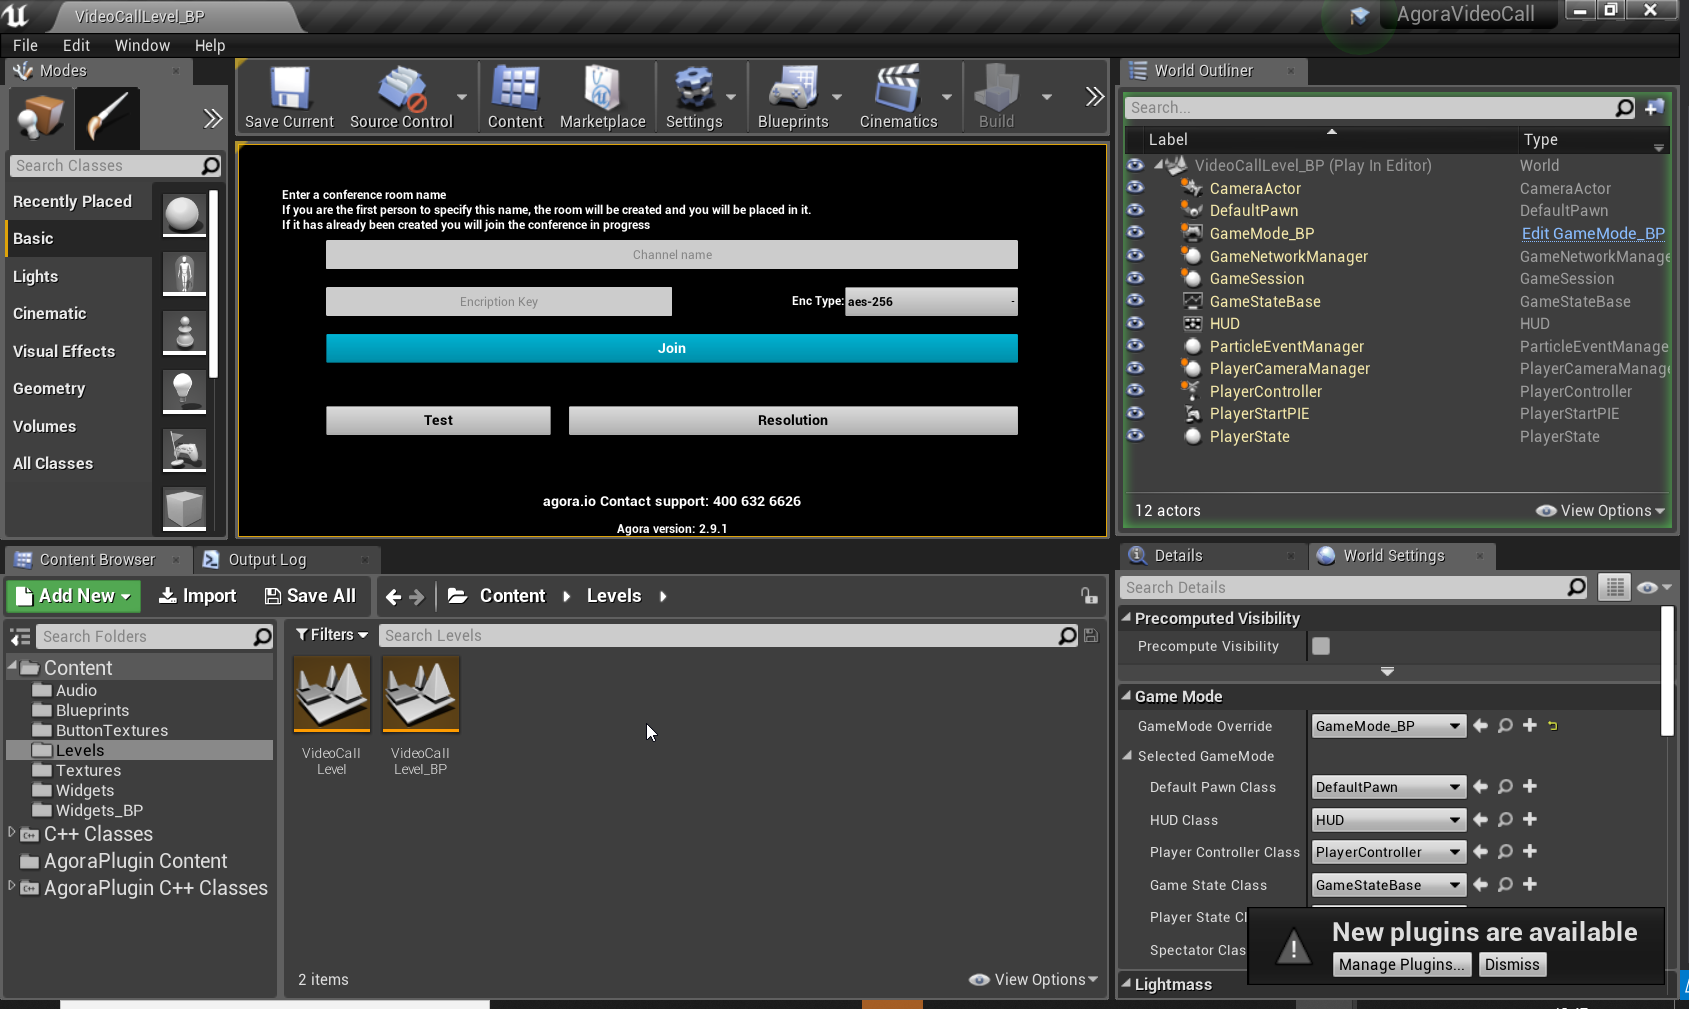 VideoCallLevel_BP
AgoraVideoCall
File Edit Window Help
Modes
Search Classes
Recently Placed
Basic
Lights
Cinematic
Visual Effects
Geometry
Volumes
All Classes
Save Current
Source Control
Content
Marketplace
Settings
Blueprints
Cinematics
Build
Enter a conference room name
If you are the first person to specify this name, the room will be created and you will be placed in it.
If it has already been created you will join the conference in progress
Channel name
Encription Key
Enc Type: aes-256
Join
Test
Resolution
agora.io Contact support: 400 632 6626
Agora version: 2.9.1
World Outliner
Search...
Label Type
VideoCallLevel_BP (Play In Editor) World
CameraActor CameraActor
DefaultPawn DefaultPawn
GameMode_BP Edit GameMode_BP
GameNetworkManager GameNetworkManage
GameSession GameSession
GameStateBase GameStateBase
HUD HUD
ParticleEventManager ParticleEventManage
PlayerCameraManager PlayerCameraManage
PlayerController PlayerController
PlayerStartPIE PlayerStartPIE
PlayerState PlayerState
12 actors
View Options
Content Browser
Output Log
Add New
Import
Save All
Content
Levels
Search Folders
Filters
Search Levels
Content
Audio
Blueprints
ButtonTextures
Levels
Textures
Widgets
Widgets_BP
C++ Classes
AgoraPlugin Content
AgoraPlugin C++ Classes
VideoCall
Level
VideoCall
Level_BP
2 items
View Options
Details
World Settings
Search Details
Precomputed Visibility
Precompute Visibility
Game Mode
GameMode Override GameMode_BP
Selected GameMode
Default Pawn Class DefaultPawn
HUD Class HUD
Player Controller Class PlayerController
Game State Class GameStateBase
Player State Cl
Spectator Clas
Lightmass
New plugins are available
Manage Plugins...
Dismiss